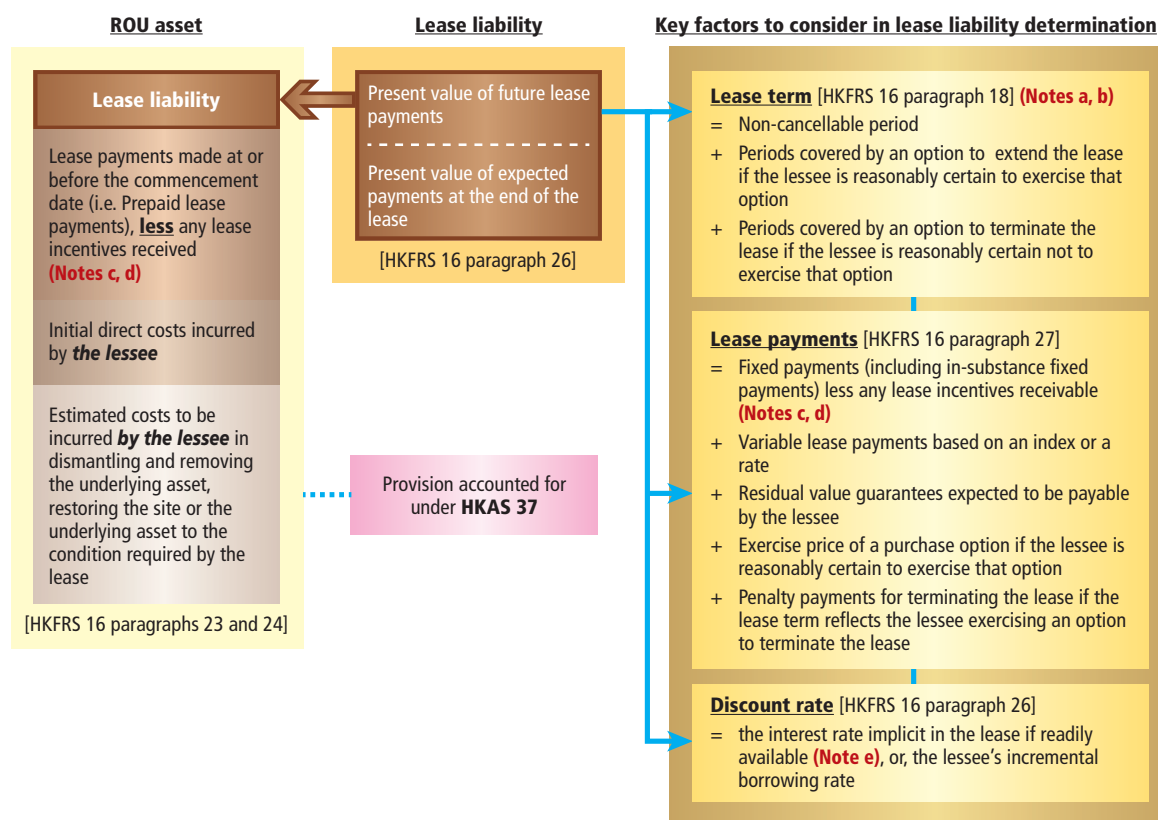 ROU asset
Lease liability
Lease payments made at or
before the commencement
date (i.e. Prepaid lease
payments), less any lease
incentives received
(Notes c, d)
Initial direct costs incurred
by the lessee
Estimated costs to be
incurred by the lessee in
dismantling and removing
the underlying asset,
restoring the site or the
underlying asset to the
condition required by the
lease
[HKFRS 16 paragraphs 23 and 24]
Lease liability
Present value of future lease
payments
Present value of expected
payments at the end of the
lease
[HKFRS 16 paragraph 26]
Provision accounted for
under HKAS 37
Key factors to consider in lease liability determination
Lease term [HKFRS 16 paragraph 18] (Notes a, b)
= Non-cancellable period
+ Periods covered by an option to extend the lease
if the lessee is reasonably certain to exercise that
option
+ Periods covered by an option to terminate the
lease if the lessee is reasonably certain not to
exercise that option
Lease payments [HKFRS 16 paragraph 27]
= Fixed payments (including in-substance fixed
payments) less any lease incentives receivable
(Notes c, d)
+ Variable lease payments based on an index or a
rate
+ Residual value guarantees expected to be payable
by the lessee
+ Exercise price of a purchase option if the lessee is
reasonably certain to exercise that option
+ Penalty payments for terminating the lease if the
lease term reflects the lessee exercising an option
to terminate the lease
Discount rate [HKFRS 16 paragraph 26]
= the interest rate implicit in the lease if readily
available (Note e), or, the lessee's incremental
borrowing rate